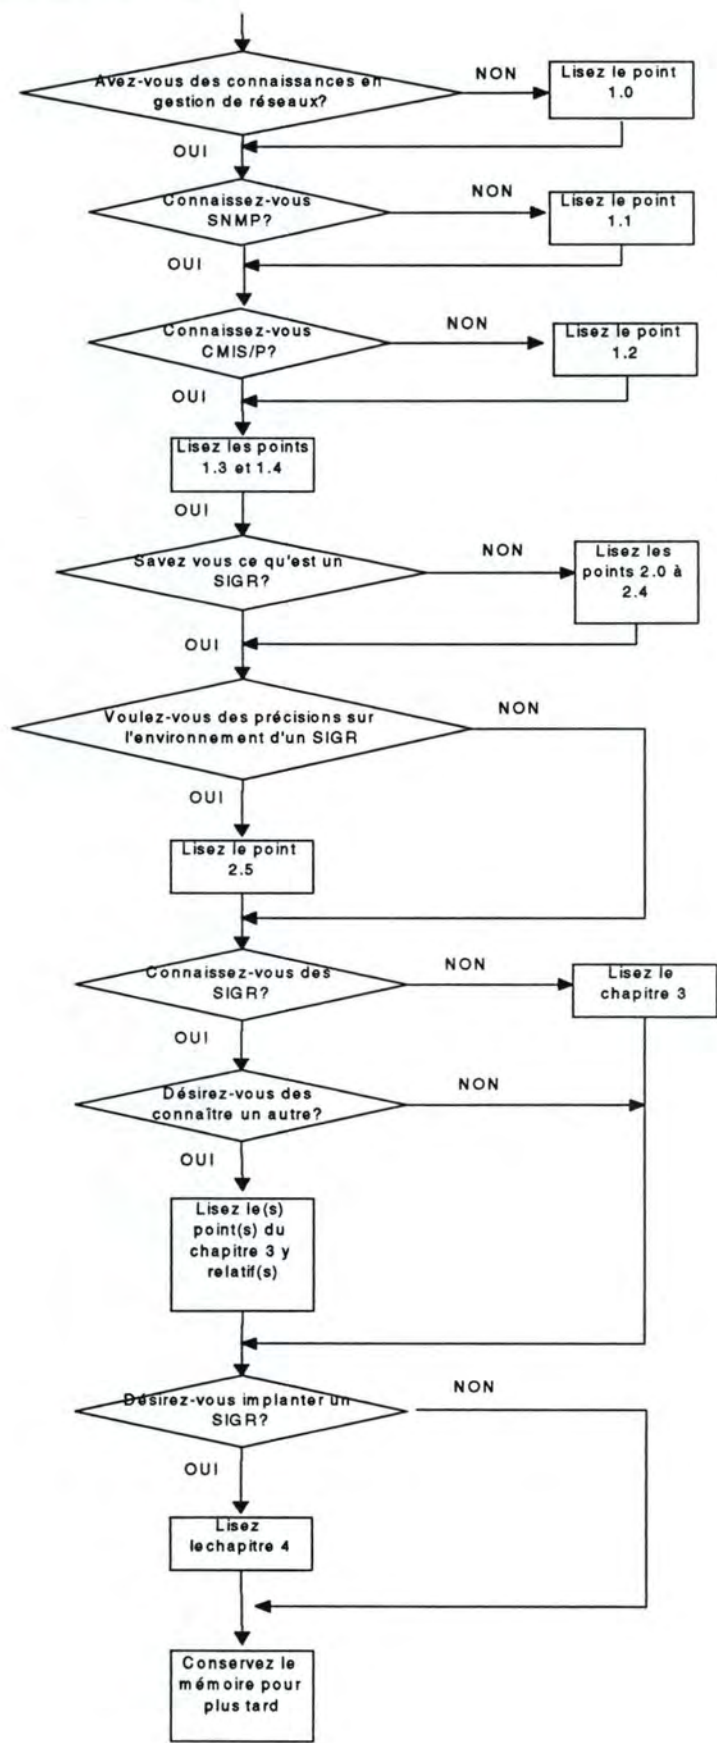 Avez-vous des connaissances en
gestion de réseaux?
NON
Lisez le point
1.0
OUI
Connaissez-vous
SNMP?
NON
Lisez le point
1.1
OUI
Connaissez-vous
CMIS/P?
NON
Lisez le point
1.2
OUI
Lisez les points
1.3 et 1.4
OUI
Savez vous ce qu'est un
SIGR?
NON
Lisez les
points 2.0 à
2.4
OUI
Voulez-vous des précisions sur
l'environnement d'un SIGR
NON
OUI
Lisez le point
2.5
Connaissez-vous des
SIGR?
NON
Lisez le
chapitre 3
OUI
Désirez-vous des
connaître un autre?
NON
OUI
Lisez le(s)
point(s) du
chapitre 3 y
relatif(s)
Désirez-vous implanter un
SIGR?
NON
OUI
Lisez
lechapitre 4
Conservez le
mémoire pour
plus tard